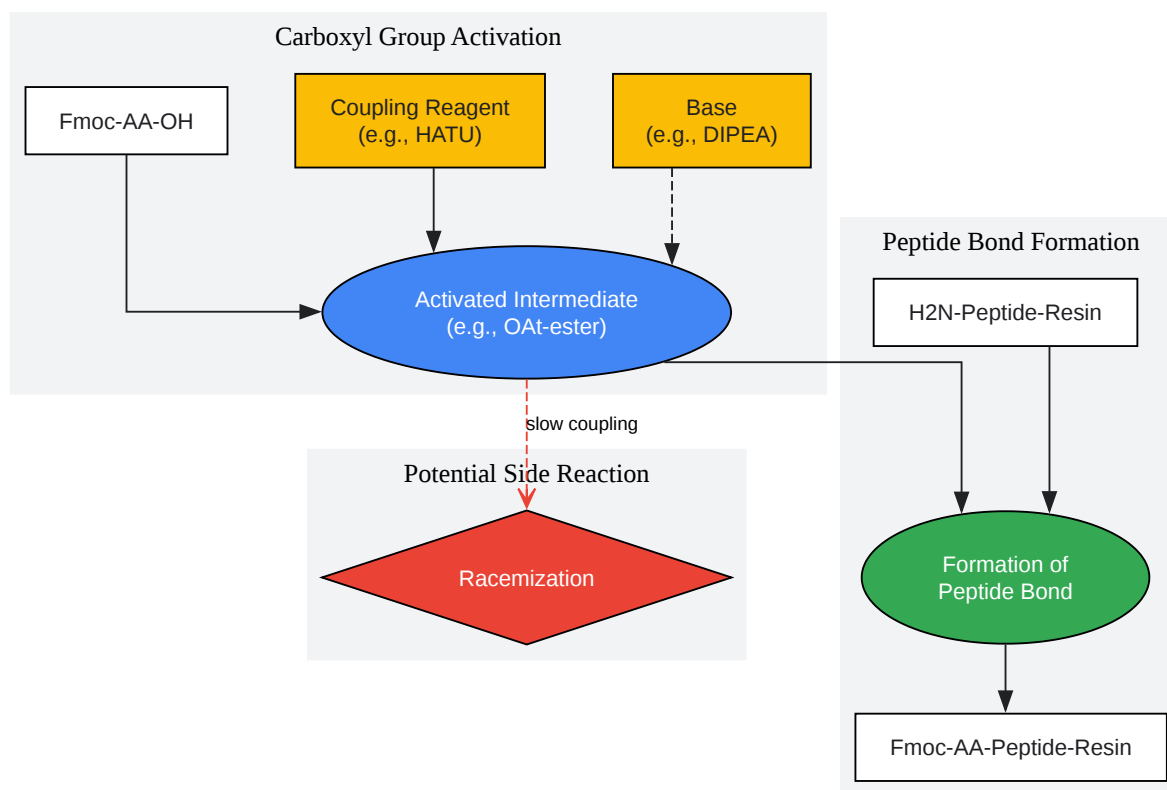 Carboxyl Group Activation
Fmoc-AA-OH
Coupling Reagent
(e.g., HATU)
Base
(e.g., DIPEA)
Activated Intermediate
(e.g., OAt-ester)
Peptide Bond Formation
H2N-Peptide-Resin
slow coupling
Potential Side Reaction
Racemization
Formation of
Peptide Bond
Fmoc-AA-Peptide-Resin